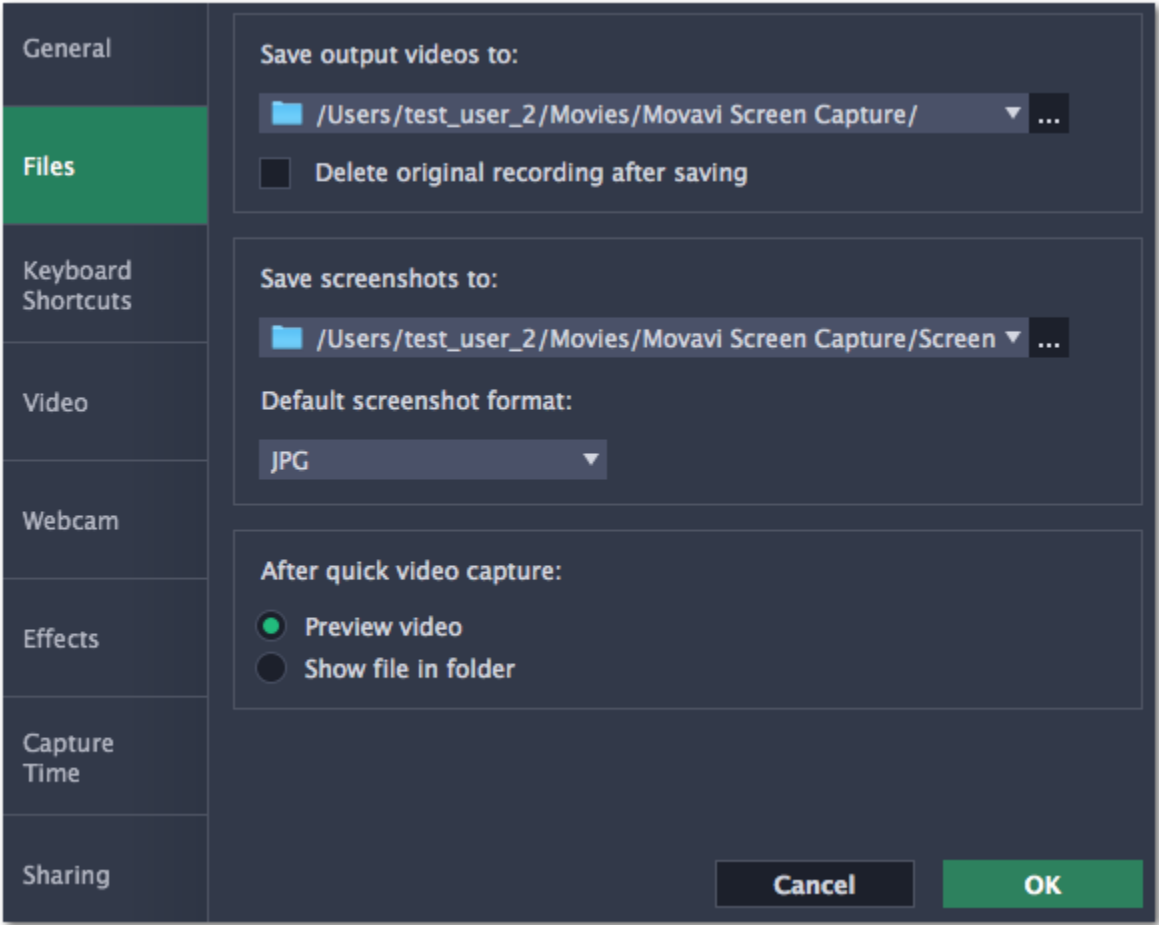 General
Files
Keyboard
Shortcuts
Video
Webcam
Effects
Capture
Time
Sharing
Save output videos to:
/Users/test_user_2/Movies/Movavi Screen Capture/
...
Delete original recording after saving
Save screenshots to:
/Users/test_user_2/Movies/Movavi Screen Capture/Screen
...
Default screenshot format:
JPG
After quick video capture:
Preview video
Show file in folder
Cancel
OK